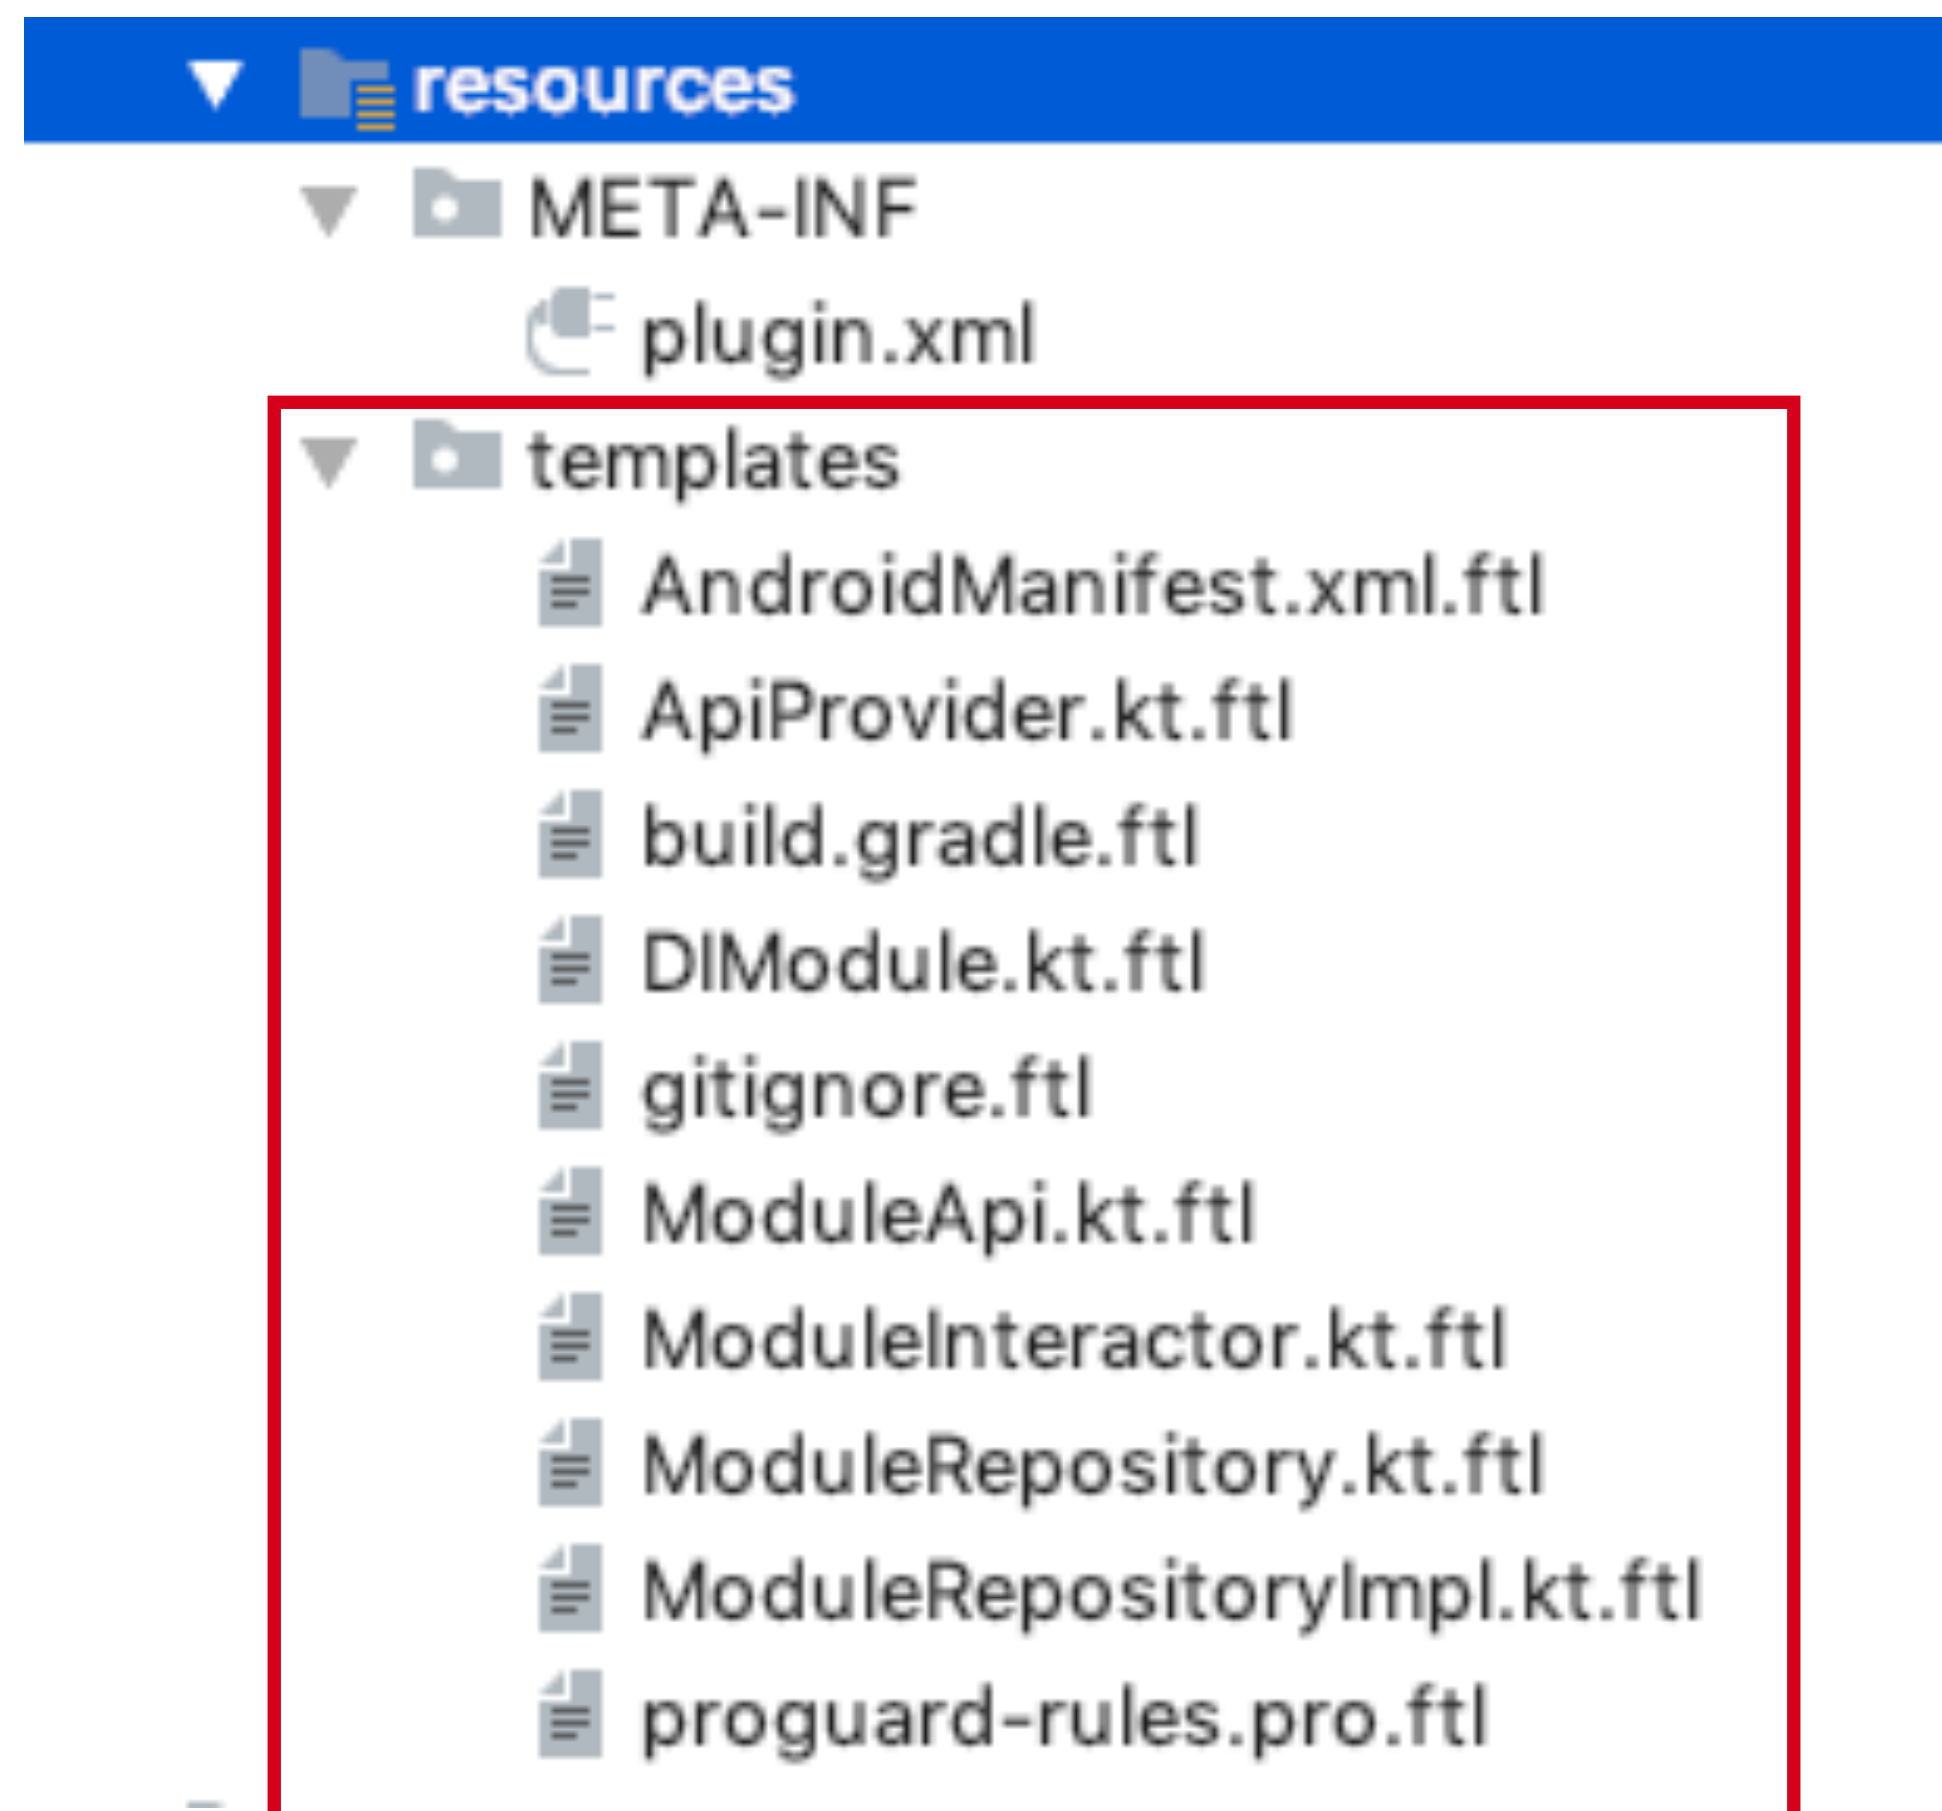 resources
META-INF
plugin.xml
templates
AndroidManifest.xml.ftl
ApiProvider.kt.ftl
build.gradle.ftl
DIModule.kt.ftl
gitignore.ftl
ModuleApi.kt.ftl
ModuleInteractor.kt.ftl
ModuleRepository.kt.ftl
ModuleRepositoryImpl.kt.ftl
proguard-rules.pro.ftl